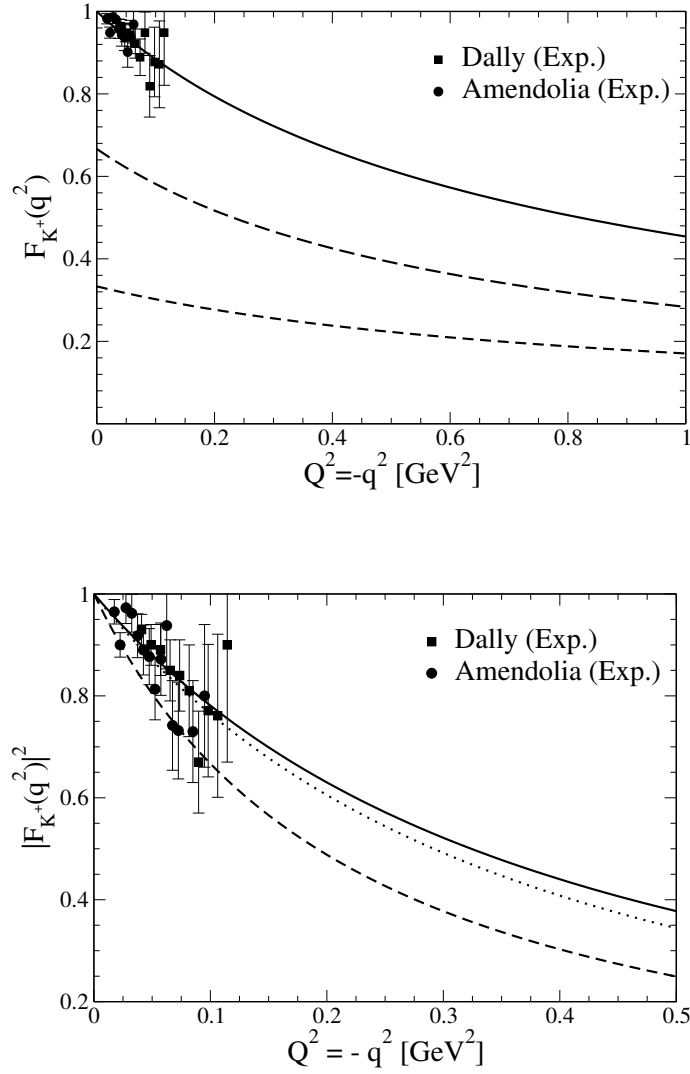 1
0.8
0.6
0.4
0.2
0 0.2 0.4 0.6 0.8 1
F_{K^+}(q^2)
Q^2=-q^2 [GeV^2]
Dally (Exp.)
Amendolia (Exp.)
1
0.8
0.6
0.4
0.2
0 0.1 0.2 0.3 0.4 0.5
|F_{K^+}(q^2)|^2
Q^2 = - q^2 [GeV^2]
Dally (Exp.)
Amendolia (Exp.)